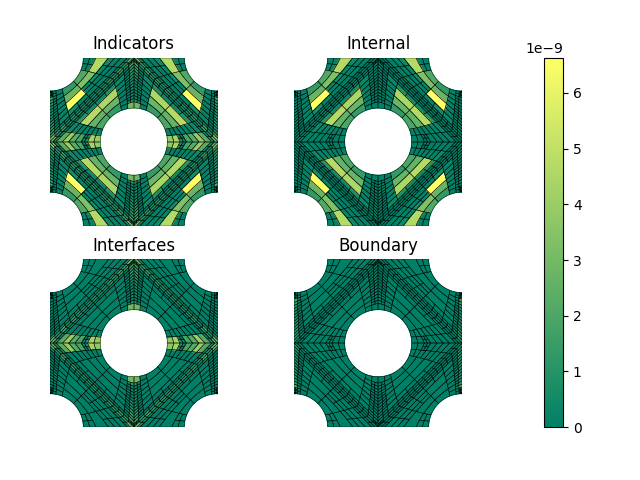 Indicators
Internal
1e−9
Interfaces
Boundary
6
5
4
3
2
1
0